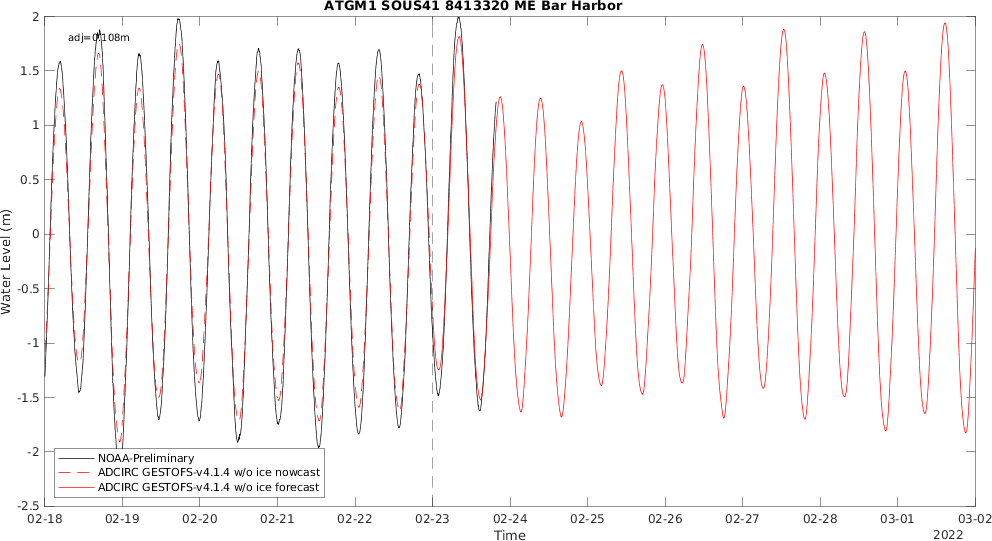 ATGM1 SOUS41 8413320 ME Bar Harbor
adj=0.108m
2
1.5
1
0.5
0
-0.5
-1
-1.5
-2
-2.5
Water Level (m)
NOAA-Preliminary
ADCIRC GESTOFS-v4.1.4 w/o ice nowcast
ADCIRC GESTOFS-v4.1.4 w/o ice forecast
02-18 02-19 02-20 02-21 02-22 02-23 02-24 02-25 02-26 02-27 02-28 03-01 03-02
Time
2022